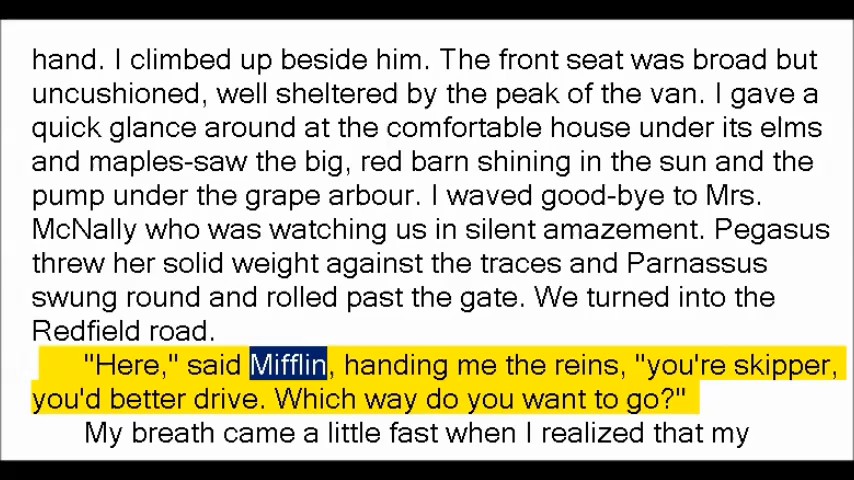 hand. I climbed up beside him. The front seat was broad but
uncushioned, well sheltered by the peak of the van. I gave a
quick glance around at the comfortable house under its elms
and maples-saw the big, red barn shining in the sun and the
pump under the grape arbour. I waved good-bye to Mrs.
McNally who was watching us in silent amazement. Pegasus
threw her solid weight against the traces and Parnassus
swung round and rolled past the gate. We turned into the
Redfield road.
"Here," said Mifflin, handing me the reins, "you're skipper,
you'd better drive. Which way do you want to go?"
My breath came a little fast when I realized that my